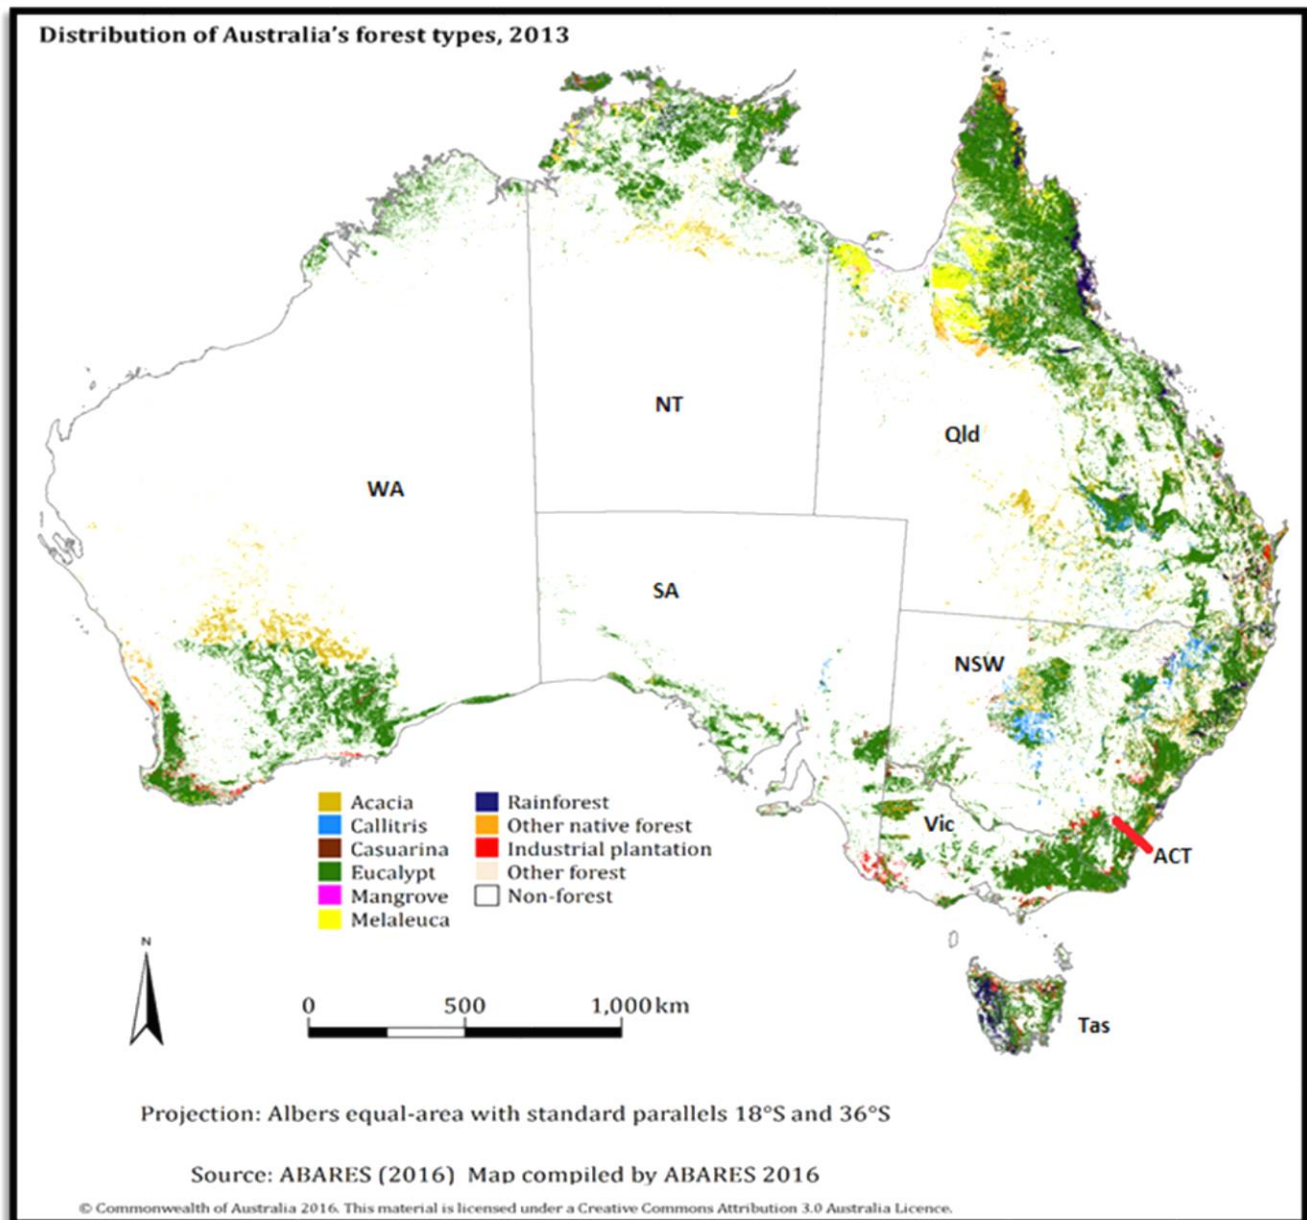 Distribution of Australia's forest types, 2013
NT
Qld
WA
SA
NSW
Vic
ACT
Tas
Acacia
Callitris
Casuarina
Eucalypt
Mangrove
Melaleuca
Rainforest
Other native forest
Industrial plantation
Other forest
Non-forest
N
0 500 1,000 km
Projection: Albers equal-area with standard parallels 18°S and 36°S
Source: ABARES (2016) Map compiled by ABARES 2016
© Commonwealth of Australia 2016. This material is licensed under a Creative Commons Attribution 3.0 Australia Licence.